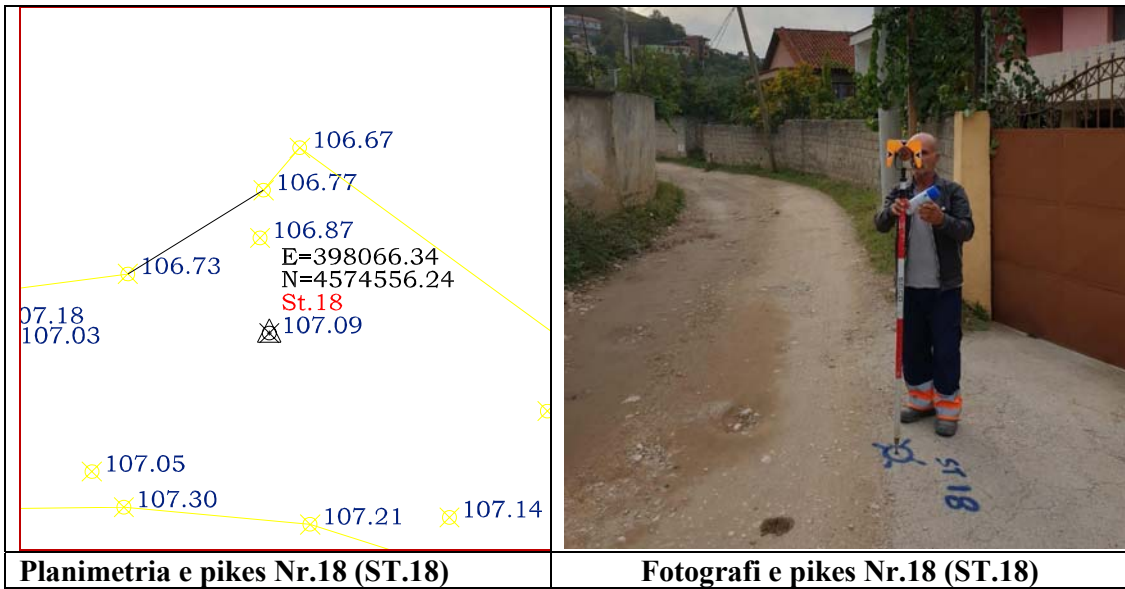 106.67
106.77
106.87
E=398066.34
N=4574556.24
106.73
St.18
107.09
07.18
107.03
107.05
107.30
107.21
107.14
St 18
Planimetria e pikes Nr.18 (ST.18)
Fotografi e pikes Nr.18 (ST.18)